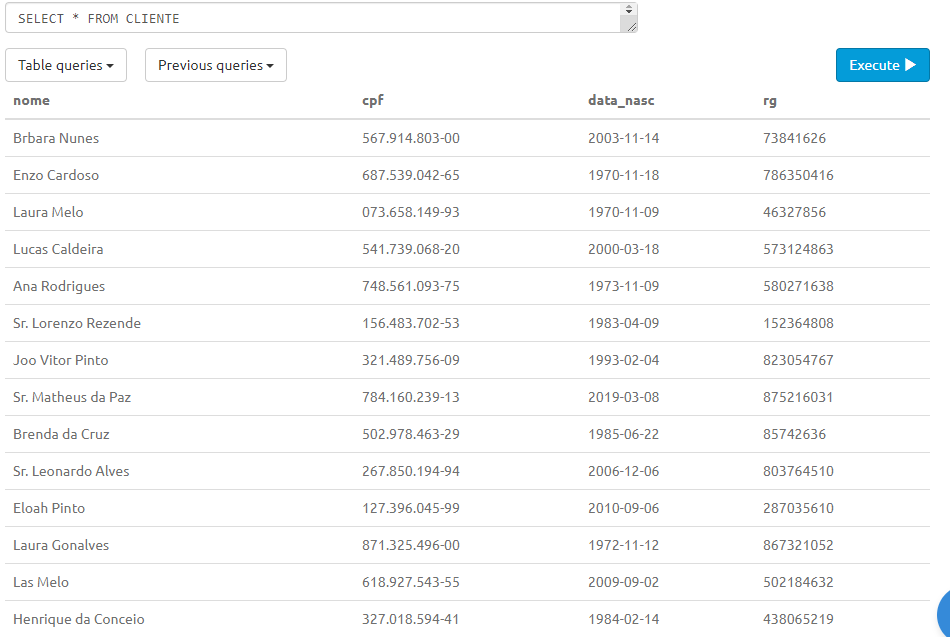 SELECT * FROM CLIENTE
Table queries Previous queries Execute
nome cpf data_nasc rg
Brbara Nunes 567.914.803-00 2003-11-14 73841626
Enzo Cardoso 687.539.042-65 1970-11-18 786350416
Laura Melo 073.658.149-93 1970-11-09 46327856
Lucas Caldeira 541.739.068-20 2000-03-18 573124863
Ana Rodrigues 748.561.093-75 1973-11-09 580271638
Sr. Lorenzo Rezende 156.483.702-53 1983-04-09 152364808
Joo Vitor Pinto 321.489.756-09 1993-02-04 823054767
Sr. Matheus da Paz 784.160.239-13 2019-03-08 875216031
Brenda da Cruz 502.978.463-29 1985-06-22 85742636
Sr. Leonardo Alves 267.850.194-94 2006-12-06 803764510
Eloah Pinto 127.396.045-99 2010-09-06 287035610
Laura Gonalves 871.325.496-00 1972-11-12 867321052
Las Melo 618.927.543-55 2009-09-02 502184632
Henrique da Conceio 327.018.594-41 1984-02-14 438065219